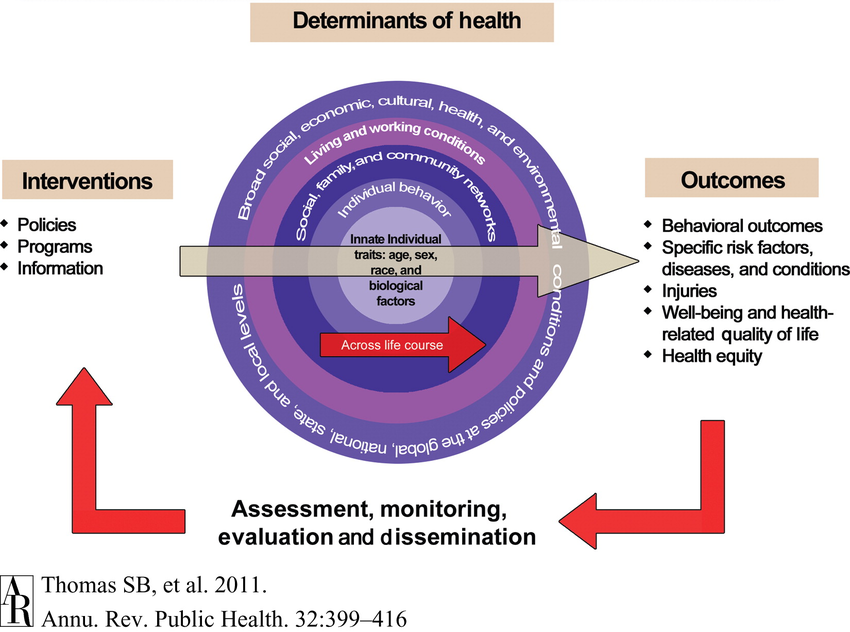 Determinants of health
Broad social, economic, cultural, health, and environmental conditions and policies at the global, national, state, and local levels
Living and working conditions
Social, family, and community networks
Individual behavior
Innate Individual
traits: age, sex,
race, and
biological
factors
Across life course
Interventions
Policies
Programs
Information
Outcomes
Behavioral outcomes
Specific risk factors,
diseases, and conditions
Injuries
Well-being and health-
related quality of life
Health equity
Assessment, monitoring,
evaluation and dissemination
AR
Thomas SB, et al. 2011.
Annu. Rev. Public Health. 32:399–416